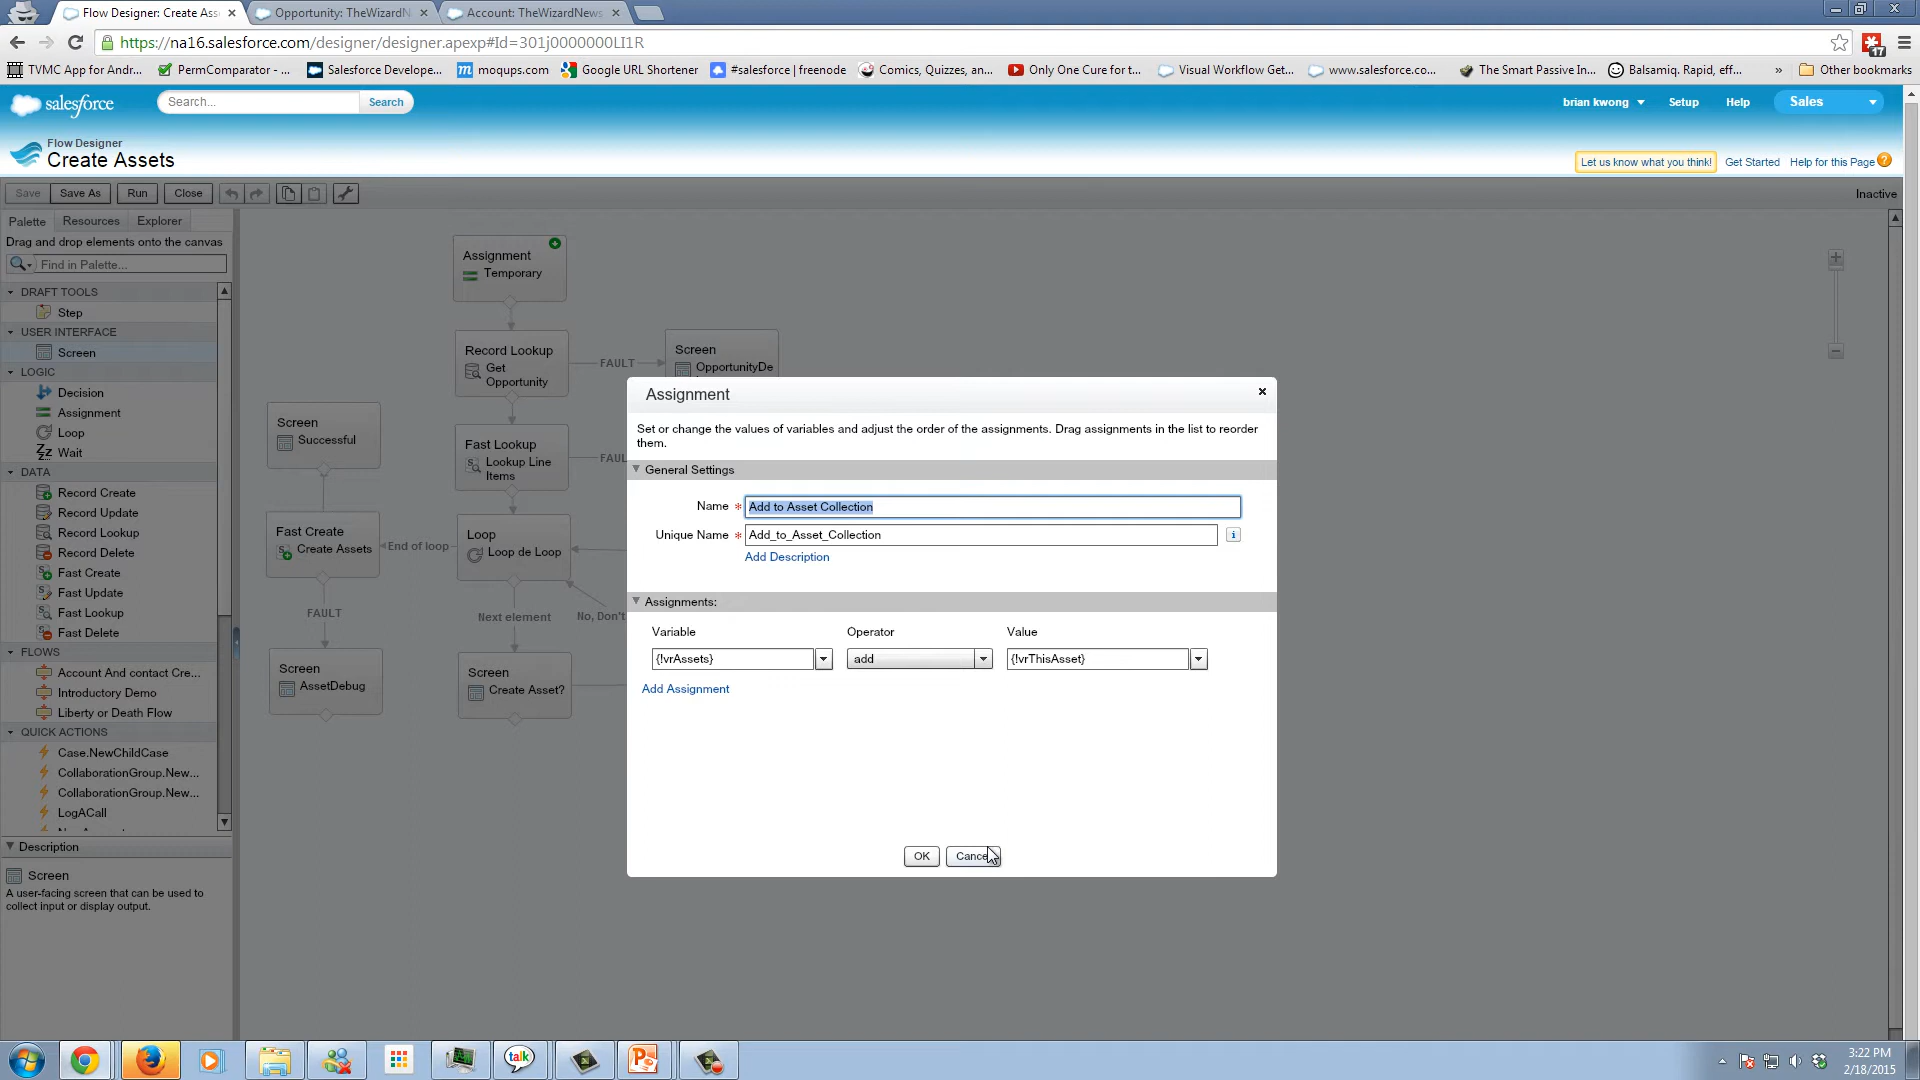 Flow Designer: Create Ass
Opportunity: TheWizardN
Account: TheWizardNews
https://na16.salesforce.com/designer/designer.apexp#Id=301j0000000LI1R
TVMC App for Andr...
PermComparator - ...
Salesforce Develope...
moqups.com
Google URL Shortener
#salesforce | freenode
Comics, Quizzes, an...
Only One Cure for t...
Visual Workflow Get...
www.salesforce.co...
The Smart Passive In...
Balsamiq. Rapid, eff...
»
Other bookmarks
17
salesforce
Search...
Search
brian kwong
Setup
Help
Sales
Flow Designer
Create Assets
Let us know what you think!
Get Started
Help for this Page
Save
Save As
Run
Close
Inactive
Palette
Resources
Explorer
Drag and drop elements onto the canvas
Find in Palette...
DRAFT TOOLS
Step
USER INTERFACE
Screen
LOGIC
Decision
Assignment
Loop
Wait
DATA
Record Create
Record Update
Record Lookup
Record Delete
Fast Create
Fast Update
Fast Lookup
Fast Delete
FLOWS
Account And contact Cre...
Introductory Demo
Liberty or Death Flow
QUICK ACTIONS
Case.NewChildCase
CollaborationGroup.New...
CollaborationGroup.New...
LogACall
Description
Screen
A user-facing screen that can be used to
collect input or display output.
Assignment
Temporary
Record Lookup
Get
Opportunity
FAULT
Screen
OpportunityDe
Screen
Successful
Fast Lookup
Lookup Line
Items
FAUL
Fast Create
Create Assets
End of loop
Loop
Loop de Loop
FAULT
Next element
No, Don't
Screen
AssetDebug
Screen
Create Asset?
Assignment
Set or change the values of variables and adjust the order of the assignments. Drag assignments in the list to reorder
them.
General Settings
Name * Add to Asset Collection
Unique Name * Add_to_Asset_Collection
Add Description
Assignments:
Variable Operator Value
{!vrAssets} add {!vrThisAsset}
Add Assignment
OK
Cance
talk
3:22 PM
2/18/2015